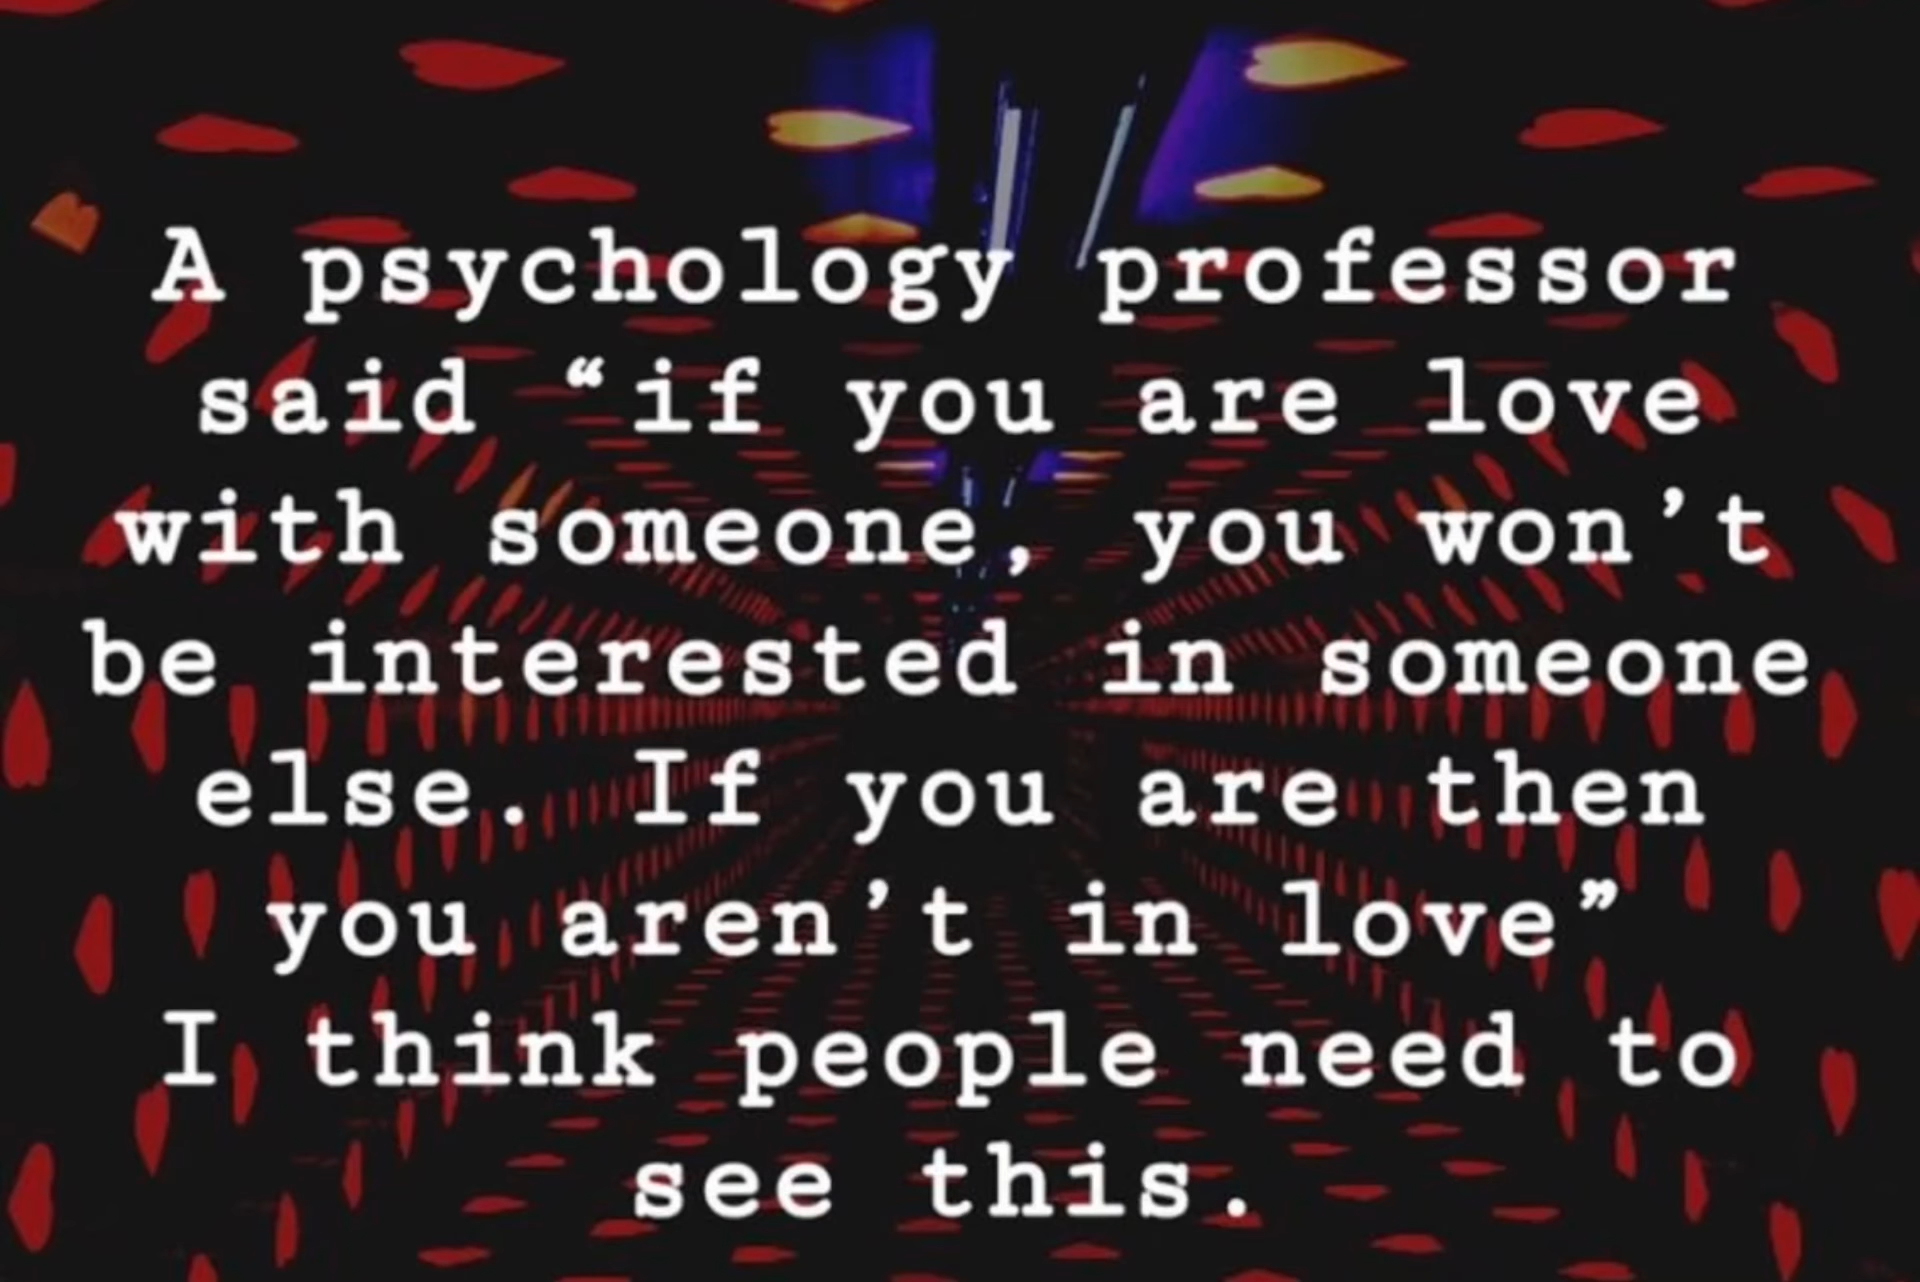 A psychology professor
said “if you are love
with someone, you won’t
be interested in someone
else. If you are then
you aren’t in love”
I think people need to
see this.